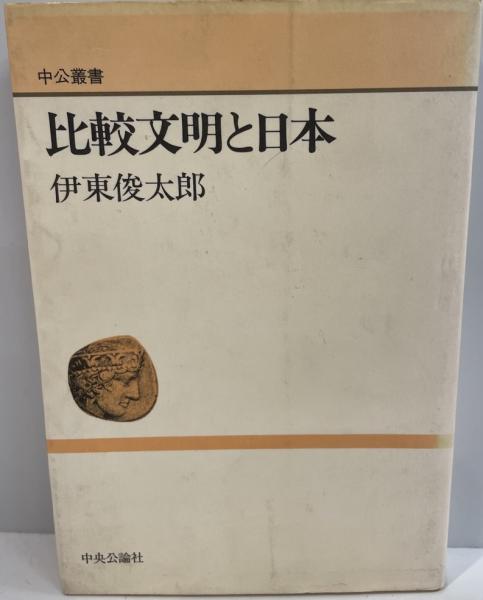 中公叢書
比較文明と日本
伊東俊太郎
中央公論社